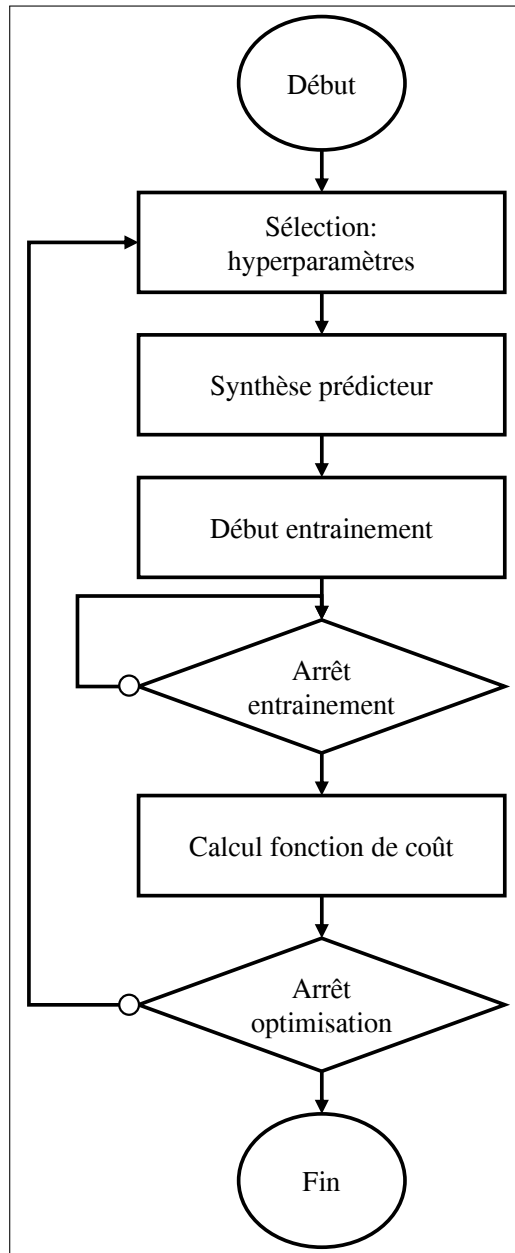 Début
Sélection:
hyperparamètres
Synthèse prédicteur
Début entrainement
Arrêt
entrainement
Calcul fonction de coût
Arrêt
optimisation
Fin